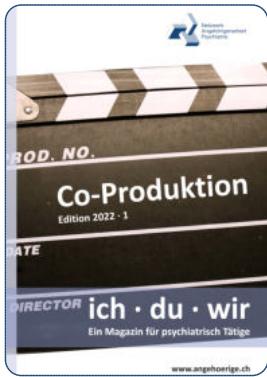 Netzwerk
Angehörigenarbeit
Psychiatrie
PROD. NO.
Co-Produktion
Edition 2022 · 1
DATE
DIRECTOR
ich · du · wir
Ein Magazin für psychiatrisch Tätige
www.angehoerige.ch